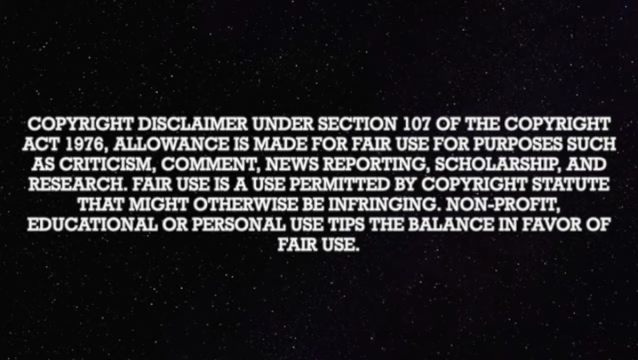 COPYRIGHT DISCLAIMER UNDER SECTION 107 OF THE COPYRIGHT
ACT 1976, ALLOWANCE IS MADE FOR FAIR USE FOR PURPOSES SUCH
AS CRITICISM, COMMENT, NEWS REPORTING, SCHOLARSHIP, AND
RESEARCH. FAIR USE IS A USE PERMITTED BY COPYRIGHT STATUTE
THAT MIGHT OTHERWISE BE INFRINGING. NON-PROFIT,
EDUCATIONAL OR PERSONAL USE TIPS THE BALANCE IN FAVOR OF
FAIR USE.